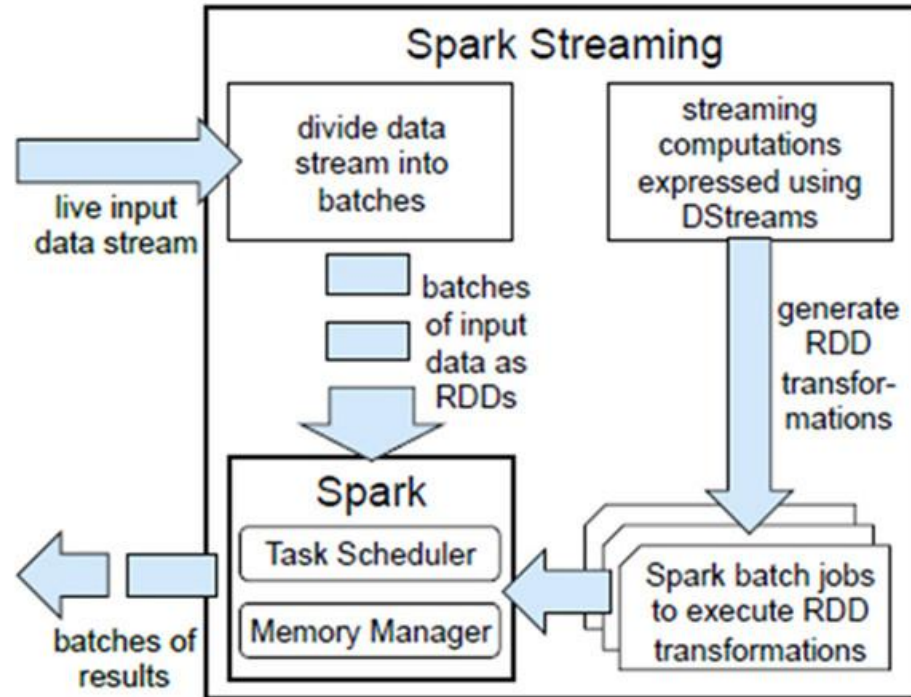 Spark Streaming
divide data
stream into
batches
streaming
computations
expressed using
DStreams
live input
data stream
batches
of input
data as
RDDs
generate
RDD
transfor-
mations
Spark
Task Scheduler
Memory Manager
Spark batch jobs
to execute RDD
transformations
batches of
results